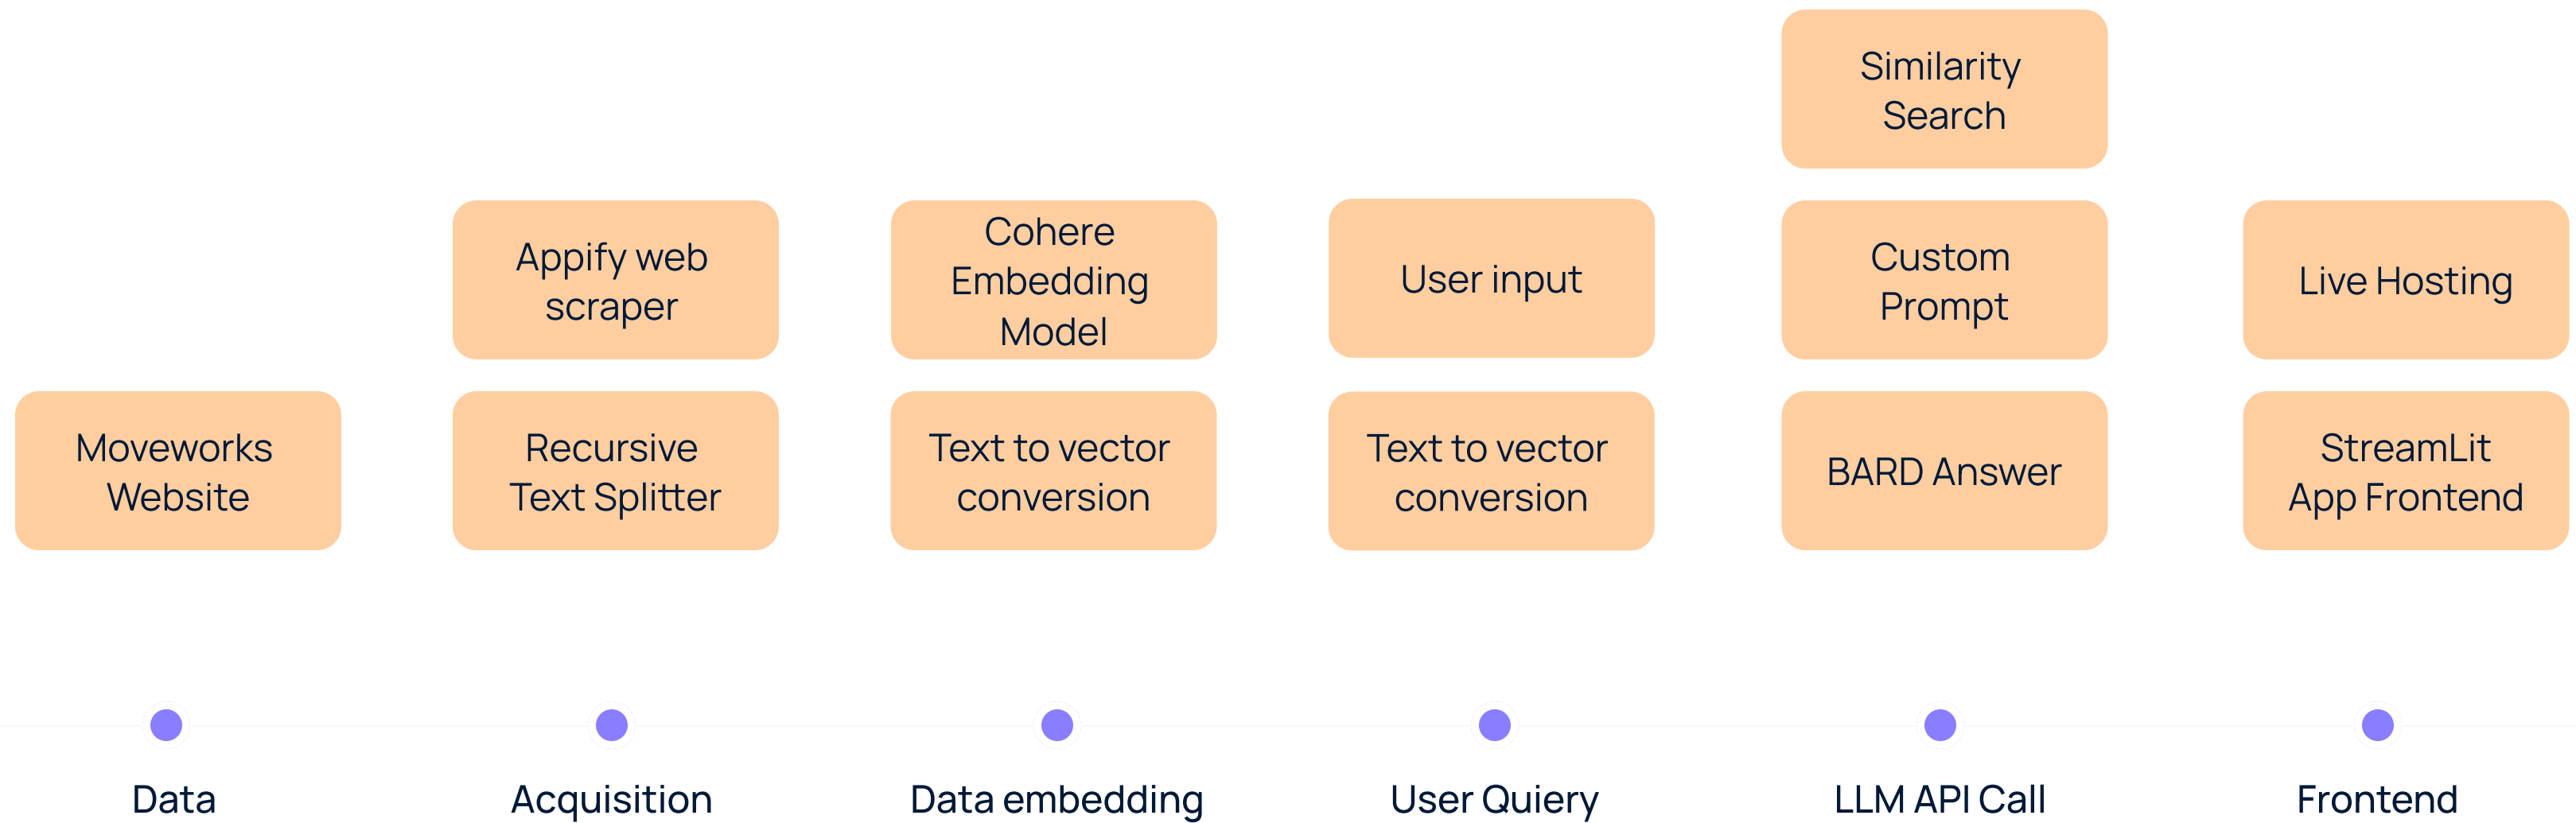 Moveworks
Website
Data
Appify web
scraper
Recursive
Text Splitter
Acquisition
Cohere
Embedding
Model
Text to vector
conversion
Data embedding
User input
Text to vector
conversion
User Quiery
Similarity
Search
Custom
Prompt
BARD Answer
LLM API Call
Live Hosting
StreamLit
App Frontend
Frontend